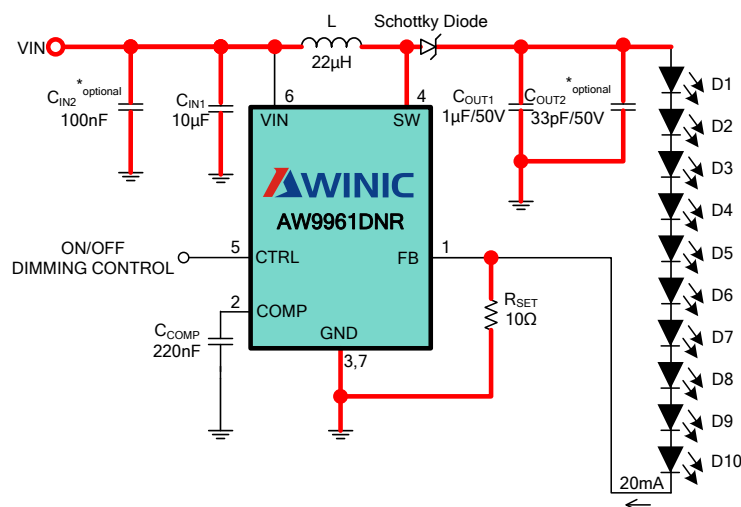 L
Schottky Diode
VIN
22µH
*optional
CIN2
100nF
CIN1
10µF
6
4
VIN
SW
COUT1
1µF/50V
*optional
COUT2
33pF/50V
D1
D2
D3
D4
D5
D6
D7
D8
D9
D10
AWINIC
AW9961DNR
ON/OFF
DIMMING CONTROL
5
CTRL
FB
1
2
COMP
RSET
10Ω
CCOMP
220nF
GND
3,7
20mA